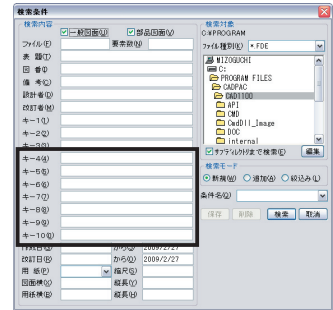 検索条件
検索内容
一般図面(U) 部品図面(V)
ファイル(F) 要素数(N)
表 題(T)
図 番(I)
備 考(C)
設計者(D)
改訂者(M)
キー1(1)
キー2(2)
キー3(3)
キー4(4)
キー5(5)
キー6(6)
キー7(7)
キー8(8)
キー9(9)
キー10(0)
作成日 から 2009/2/27
改訂日(R) から(G) 2009/2/27
用 紙(P) 縮尺(S)
図面横(X) 縦長(Y)
用紙横(B) 縦長(H)
検索対象
C:¥PROGRAM
ファイル種別(K) *.FDE
MIZOGUCHI
C:
PROGRAM FILES
CADPAC
CAD1100
API
CMD
CmdDll_Image
DOC
internal
サブディレクトリまで検索(E) 編集
検索モード
新規(W) 追加(A) 絞込み(L)
条件名(Q)
保存 削除 検索 取消